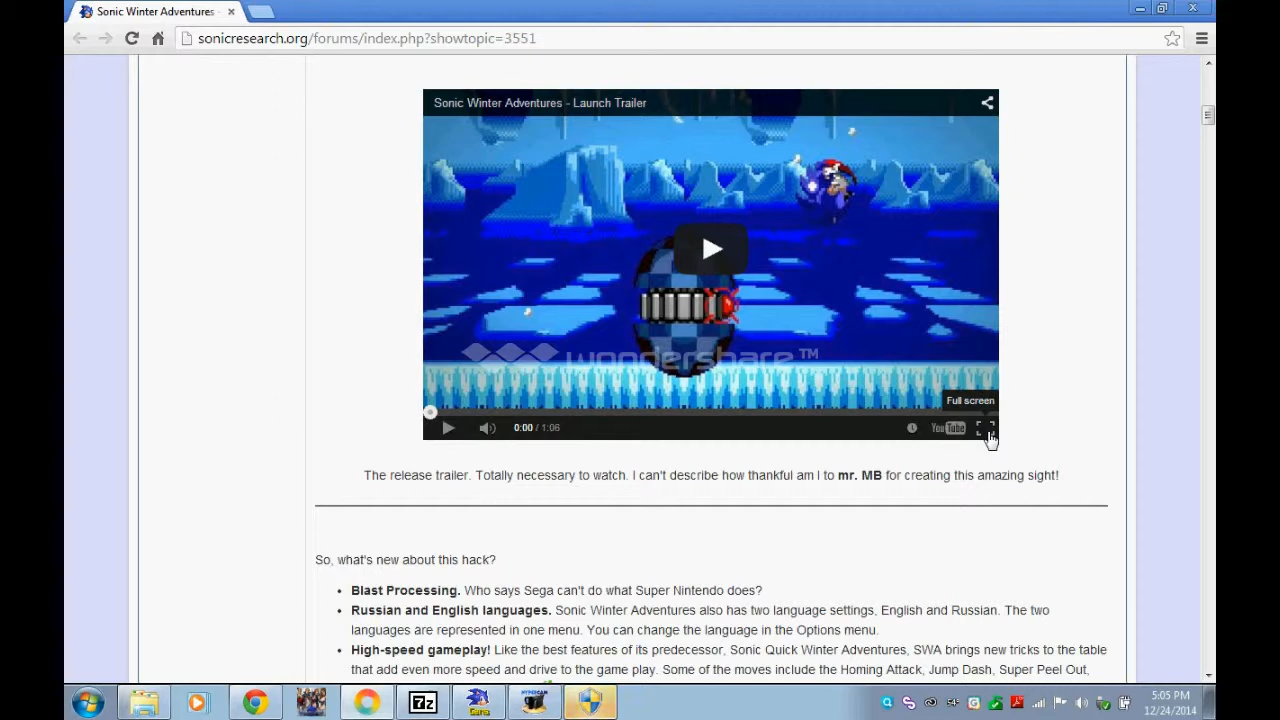 Sonic Winter Adventures -
sonicresearch.org/forums/index.php?showtopic=3551
Sonic Winter Adventures - Launch Trailer
wondershare™
Full screen
0:00 / 1:06
YouTube
The release trailer. Totally necessary to watch. I can't describe how thankful am I to mr. MB for creating this amazing sight!
So, what's new about this hack?
• Blast Processing. Who says Sega can't do what Super Nintendo does?
• Russian and English languages. Sonic Winter Adventures also has two language settings, English and Russian. The two
languages are represented in one menu. You can change the language in the Options menu.
• High-speed gameplay! Like the best features of its predecessor, Sonic Quick Winter Adventures, SWA brings new tricks to the table
that add even more speed and drive to the game play. Some of the moves include the Homing Attack, Jump Dash, Super Peel Out,
7z
HYPERCAM
54°
5:05 PM
12/24/2014